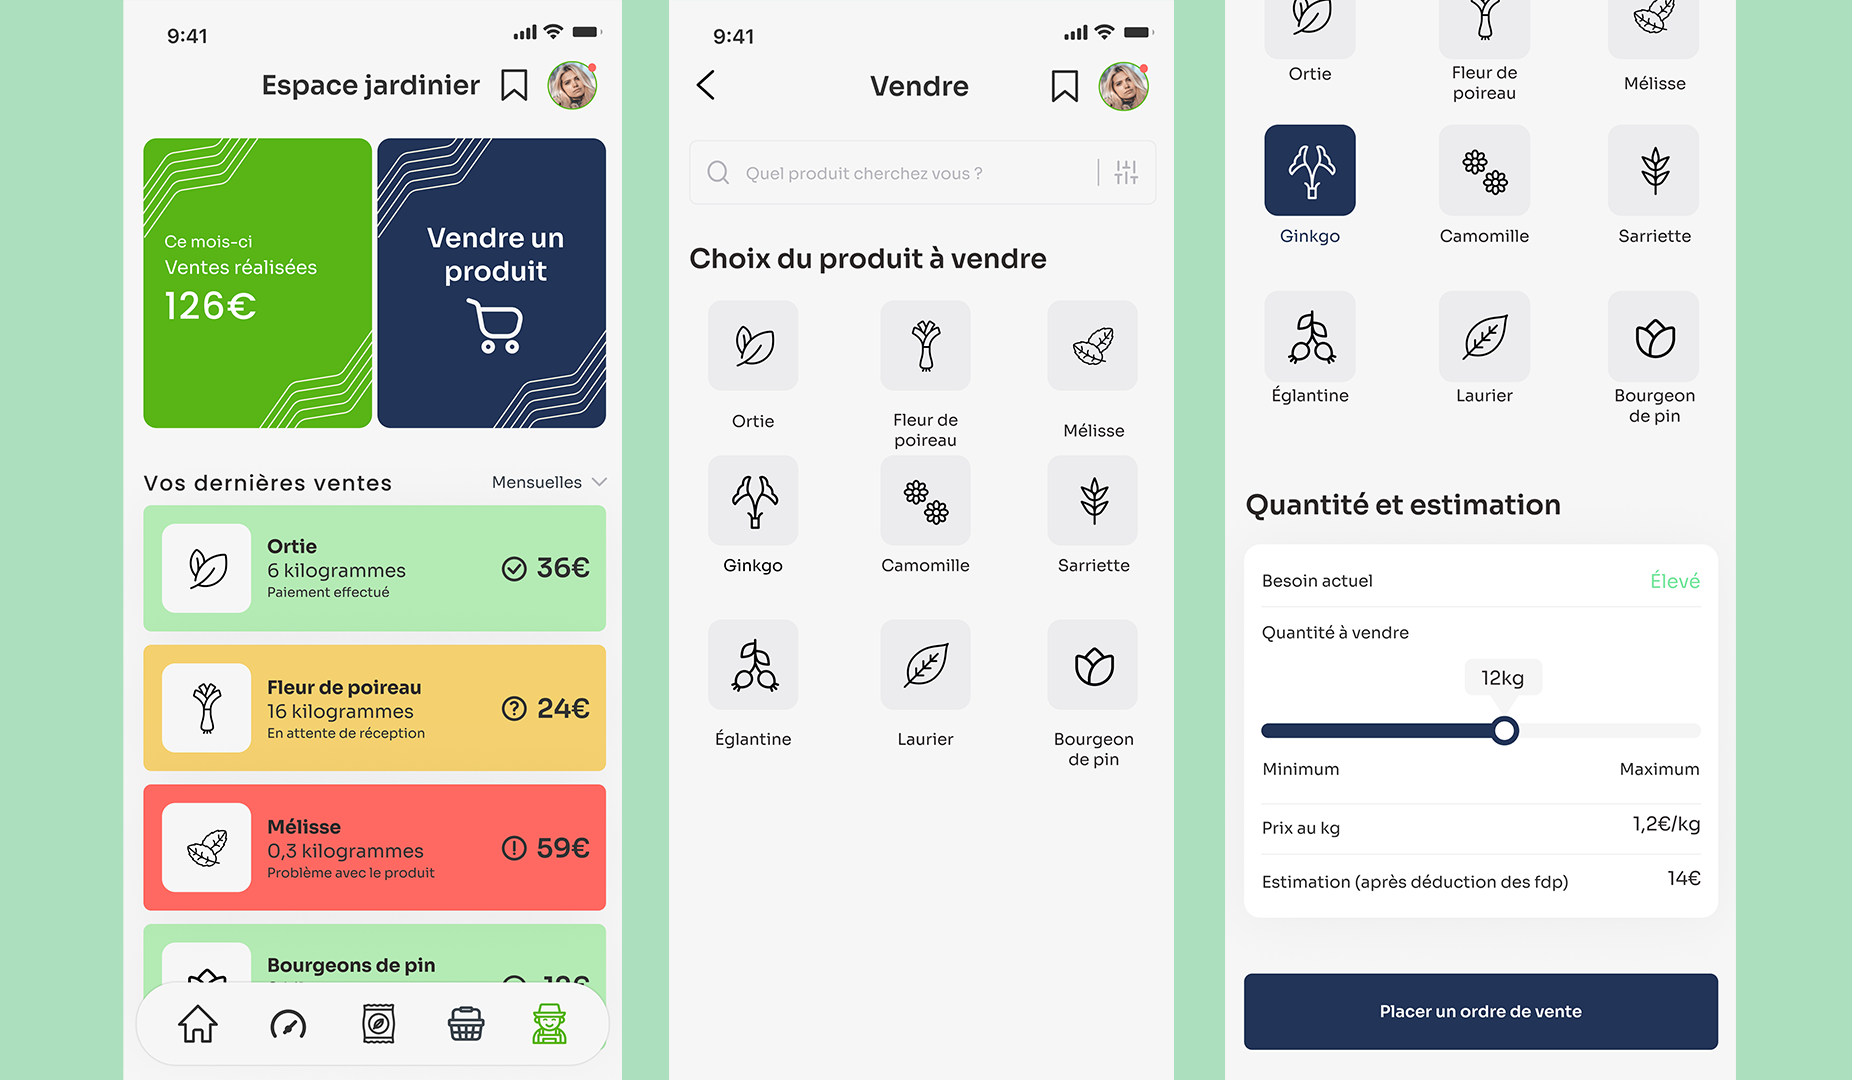 9:41
Espace jardinier
Ce mois-ci
Ventes réalisées
126€
Vendre un
produit
Vos dernières ventes
Mensuelles
Ortie
6 kilogrammes
Paiement effectué
36€
Fleur de poireau
16 kilogrammes
En attente de réception
24€
Mélisse
0,3 kilogrammes
Problème avec le produit
59€
Bourgeons de pin
9:41
Vendre
Quel produit cherchez vous ?
Choix du produit à vendre
Ortie
Fleur de
poireau
Mélisse
Ginkgo
Camomille
Sarriette
Églantine
Laurier
Bourgeon
de pin
Ortie
Fleur de
poireau
Mélisse
Ginkgo
Camomille
Sarriette
Églantine
Laurier
Bourgeon
de pin
Quantité et estimation
Besoin actuel
Élevé
Quantité à vendre
12kg
Minimum
Maximum
Prix au kg
1,2€/kg
Estimation (après déduction des fdp)
14€
Placer un ordre de vente